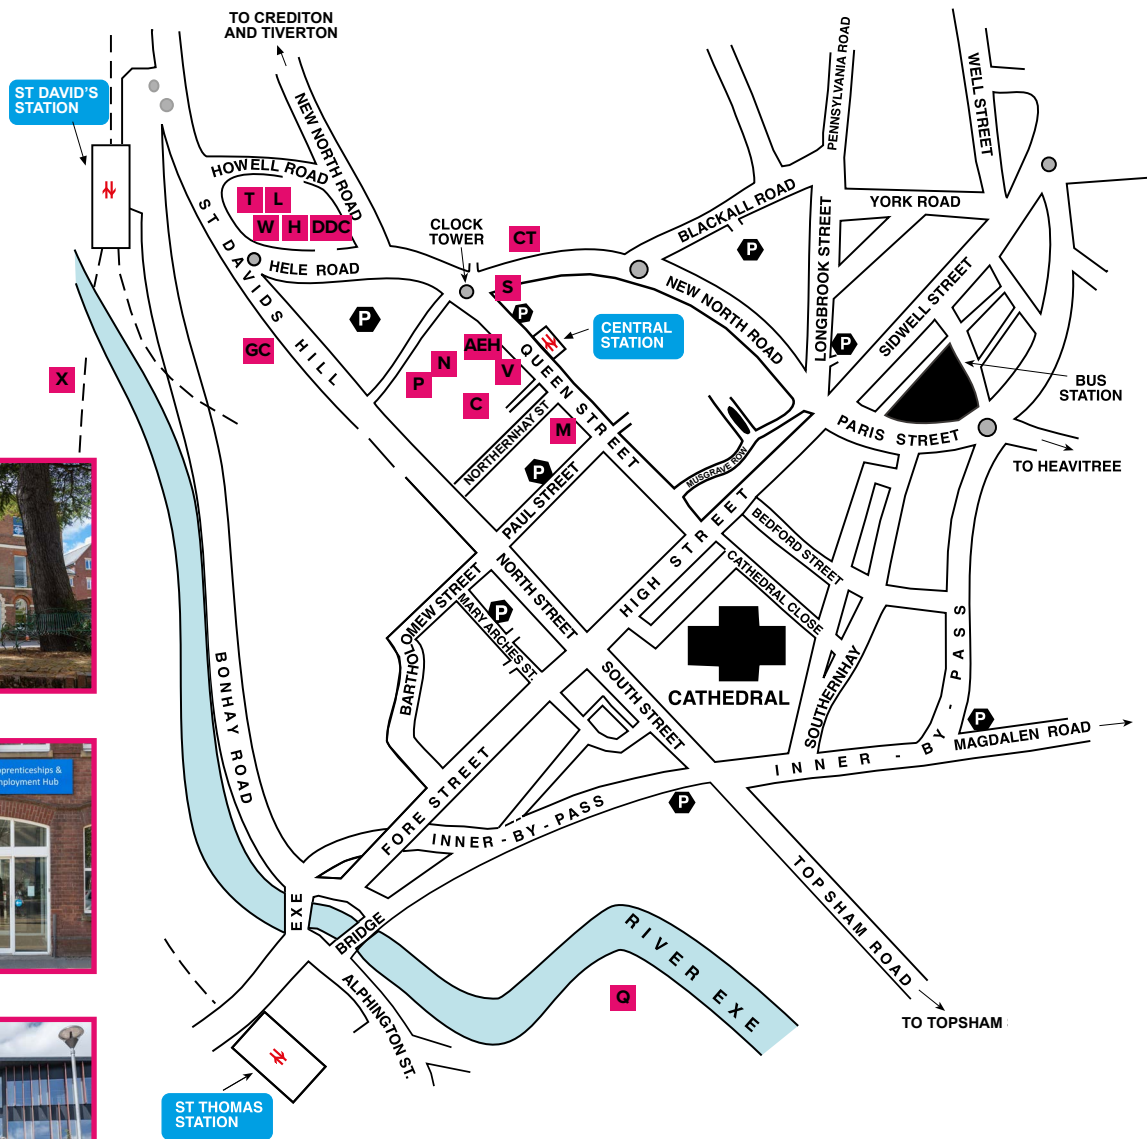 TO CREDITON
AND TIVERTON
ST DAVID'S
STATION
NEW NORTH ROAD
PENNSYLVANIA ROAD
WELL STREET
HOWELL ROAD
T
L
W
H
DDC
ST DAVIDS HILL
HELE ROAD
CLOCK
TOWER
CT
BLACKALL ROAD
YORK ROAD
P
LONGBROOK STREET
S
P
P
NEW NORTH ROAD
SIDWELL STREET
CENTRAL
STATION
GC
AEH
N
V
P
C
QUEEN STREET
P
X
BUS
STATION
NORTHERNHAY ST
M
PARIS STREET
TO HEAVITREE
P
PAUL STREET
MUSGRAVE ROW
HIGH STREET
BEDFORD STREET
NORTH STREET
CATHEDRAL CLOSE
BARTHOLOMEW STREET
MARY ARCHES ST.
P
CATHEDRAL
SOUTH STREET
SOUTHERNHAY
INNER - BY - PASS
P
MAGDALEN ROAD
BONHAY ROAD
prenticeships &
mployment Hub
FORE STREET
INNER - BY - PASS
P
EXE
BRIDGE
TOPSHAM ROAD
RIVER EXE
Q
ALPHINGTON ST.
TO TOPSHAM
ST THOMAS
STATION